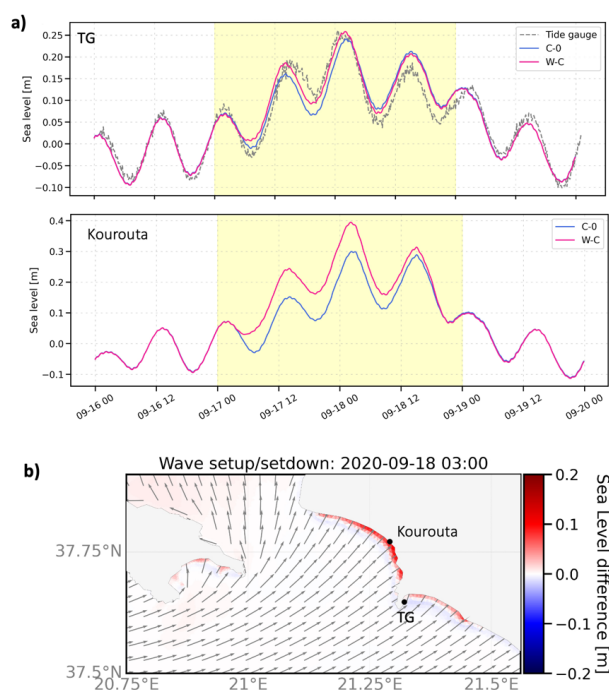 a)
TG
Sea level [m]
0.25
0.20
0.15
0.10
0.05
0.00
−0.05
−0.10
Tide gauge
C-0
W-C
Kourouta
Sea level [m]
0.4
0.3
0.2
0.1
0.0
−0.1
C-0
W-C
09-16 00
09-16 12
09-17 00
09-17 12
09-18 00
09-18 12
09-19 00
09-19 12
09-20 00
b)
Wave setup/setdown: 2020-09-18 03:00
37.75°N
37.5°N
20.75°E
21°E
21.25°E
21.5°E
Kourouta
TG
0.2
0.1
0.0
−0.1
−0.2
Sea Level difference [m]